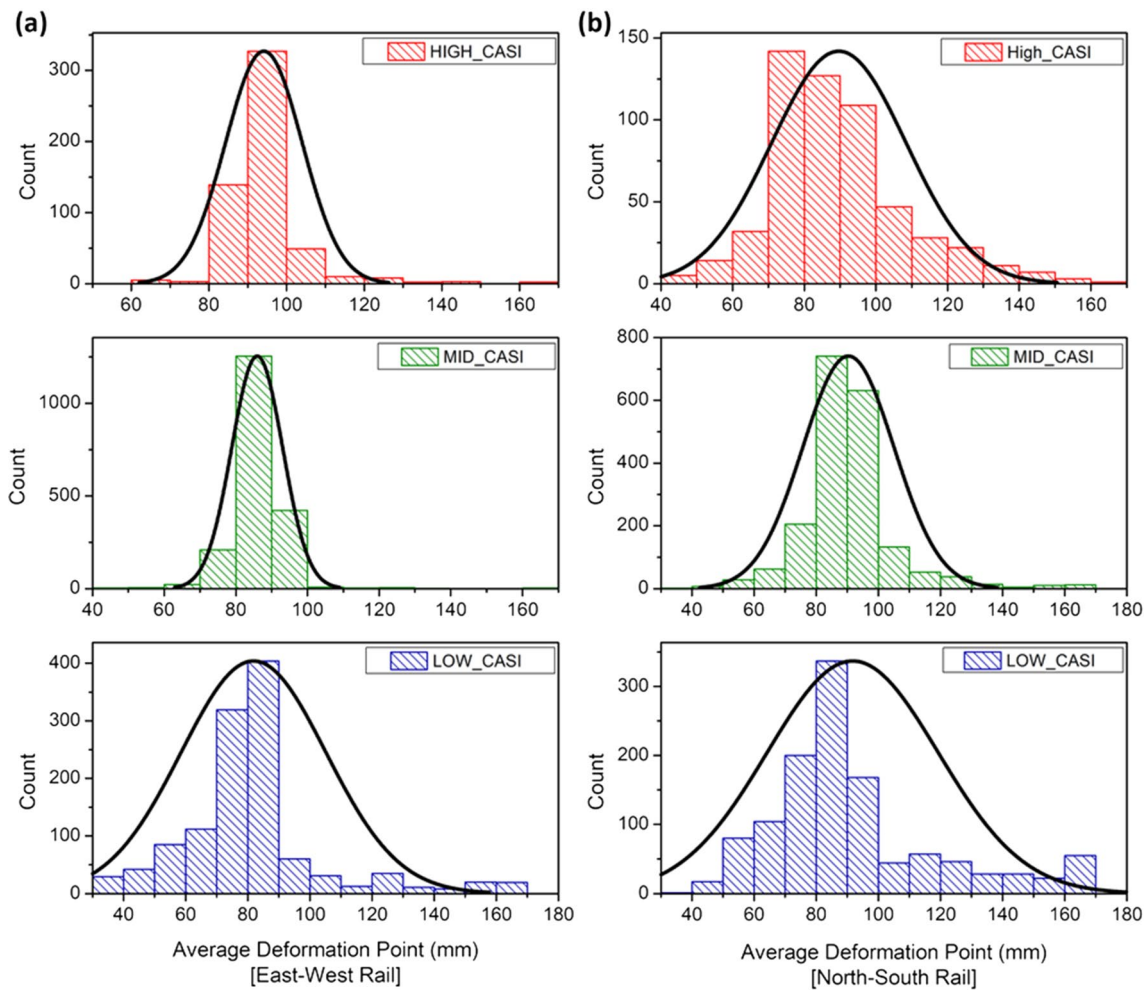 (a)
HIGH_CASI
Count
300
200
100
0
60 80 100 120 140 160
MID_CASI
Count
1000
500
0
40 60 80 100 120 140 160
LOW_CASI
Count
400
300
200
100
0
40 60 80 100 120 140 160 180
Average Deformation Point (mm)
[East-West Rail]
(b)
High_CASI
Count
150
100
50
0
40 60 80 100 120 140 160
MID_CASI
Count
800
600
400
200
0
40 60 80 100 120 140 160 180
LOW_CASI
Count
300
200
100
0
40 60 80 100 120 140 160 180
Average Deformation Point (mm)
[North-South Rail]